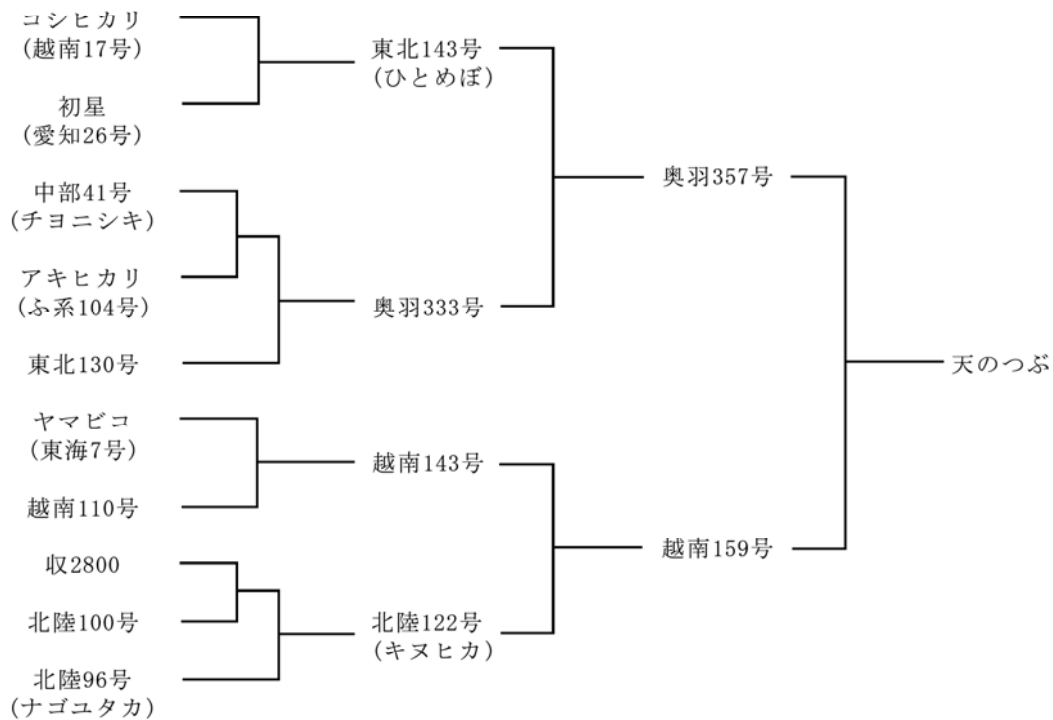 コシヒカリ
(越南17号)
初星
(愛知26号)
中部41号
(チヨニシキ)
アキヒカリ
(ふ系104号)
東北130号
ヤマビコ
(東海7号)
越南110号
収2800
北陸100号
北陸96号
(ナゴユタカ)
東北143号
(ひとめぼ)
奥羽333号
越南143号
北陸122号
(キヌヒカ)
奥羽357号
越南159号
天のつぶ